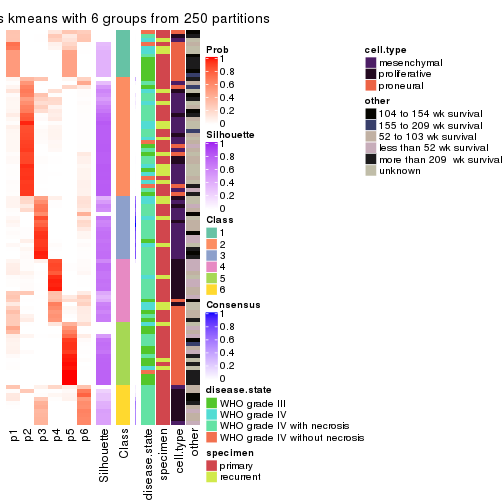 s kmeans with 6 groups from 250 partitions
Prob
1
0.8
0.6
0.4
0.2
0
Silhouette
1
0.8
0.6
0.4
0.2
0
Class
1
2
3
4
5
6
Consensus
1
0.8
0.6
0.4
0.2
0
disease.state
WHO grade III
WHO grade IV
WHO grade IV with necrosis
WHO grade IV without necrosis
specimen
primary
recurrent
cell.type
mesenchymal
proliferative
proneural
other
104 to 154 wk survival
155 to 209 wk survival
52 to 103 wk survival
less than 52 wk survival
more than 209  wk survival
unknown
p1
p2
p3
p4
p5
p6
Silhouette
Class
disease.state
specimen
cell.type
other